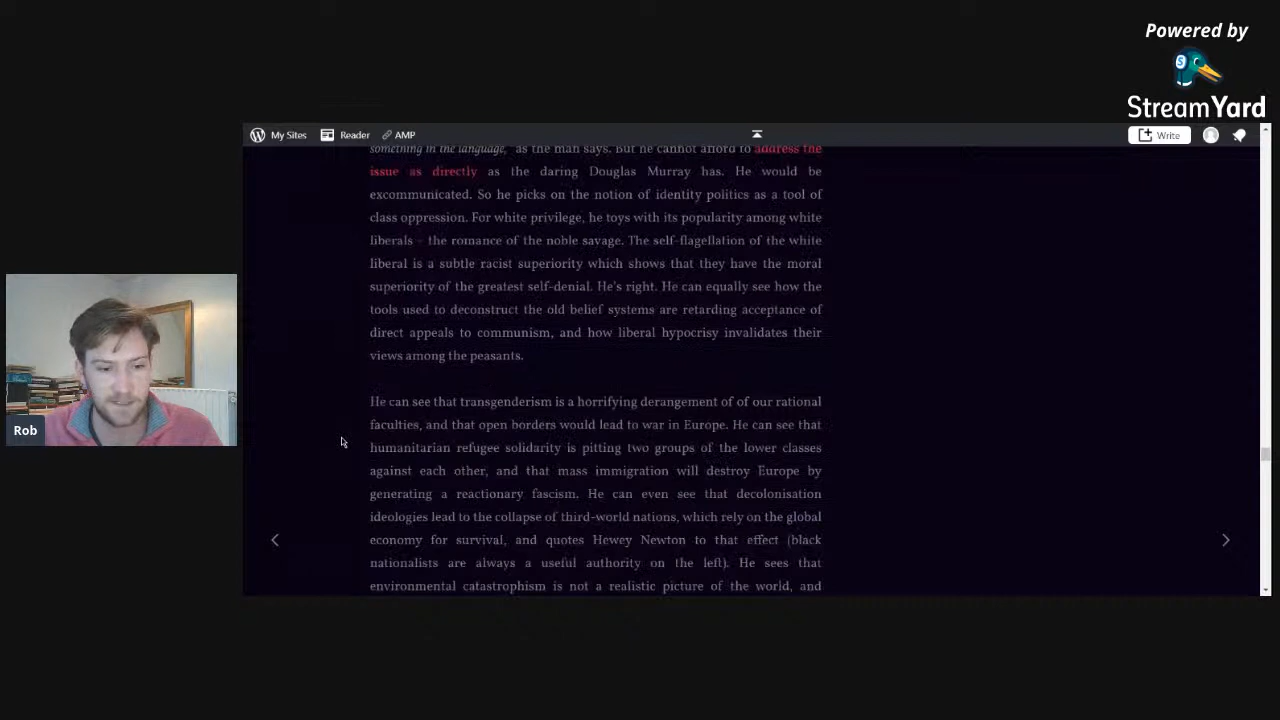 Powered by
StreamYard
My Sites
Reader
AMP
Write
something in the language," as the man says. But he cannot afford to address the
issue as directly as the daring Douglas Murray has. He would be
excommunicated. So he picks on the notion of identity politics as a tool of
class oppression. For white privilege, he toys with its popularity among white
liberals – the romance of the noble savage. The self-flagellation of the white
liberal is a subtle racist superiority which shows that they have the moral
superiority of the greatest self-denial. He's right. He can equally see how the
tools used to deconstruct the old belief systems are retarding acceptance of
direct appeals to communism, and how liberal hypocrisy invalidates their
views among the peasants.
He can see that transgenderism is a horrifying derangement of of our rational
faculties, and that open borders would lead to war in Europe. He can see that
humanitarian refugee solidarity is pitting two groups of the lower classes
against each other, and that mass immigration will destroy Europe by
generating a reactionary fascism. He can even see that decolonisation
ideologies lead to the collapse of third-world nations, which rely on the global
economy for survival, and quotes Hewey Newton to that effect (black
nationalists are always a useful authority on the left). He sees that
environmental catastrophism is not a realistic picture of the world, and
Rob